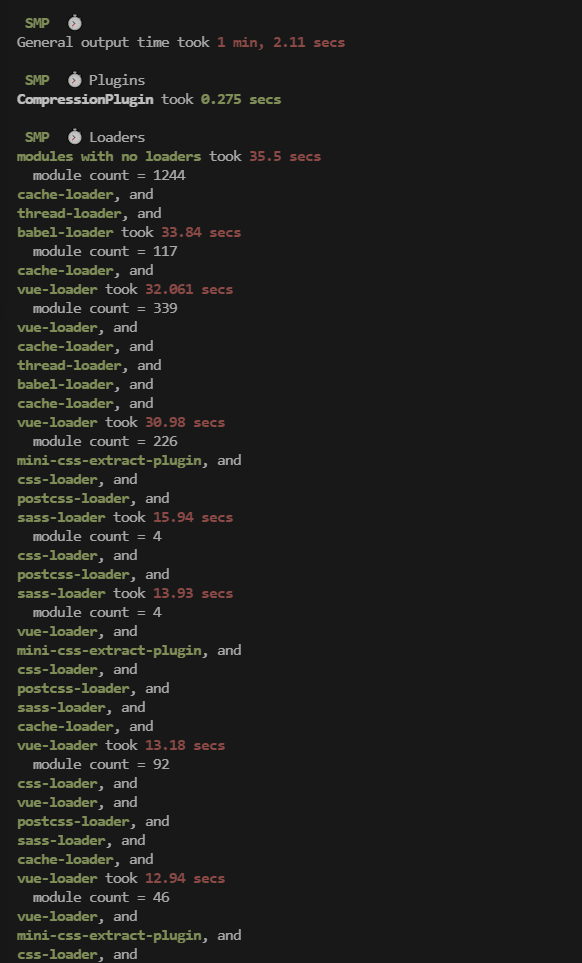 SMP ⏱
General output time took 1 min, 2.11 secs
SMP ⏱ Plugins
CompressionPlugin took 0.275 secs
SMP ⏱ Loaders
modules with no loaders took 35.5 secs
module count = 1244
cache-loader, and
thread-loader, and
babel-loader took 33.84 secs
module count = 117
cache-loader, and
vue-loader took 32.061 secs
module count = 339
vue-loader, and
cache-loader, and
thread-loader, and
babel-loader, and
cache-loader, and
vue-loader took 30.98 secs
module count = 226
mini-css-extract-plugin, and
css-loader, and
postcss-loader, and
sass-loader took 15.94 secs
module count = 4
css-loader, and
postcss-loader, and
sass-loader took 13.93 secs
module count = 4
vue-loader, and
mini-css-extract-plugin, and
css-loader, and
postcss-loader, and
sass-loader, and
cache-loader, and
vue-loader took 13.18 secs
module count = 92
css-loader, and
vue-loader, and
postcss-loader, and
sass-loader, and
cache-loader, and
vue-loader took 12.94 secs
module count = 46
vue-loader, and
mini-css-extract-plugin, and
css-loader, and